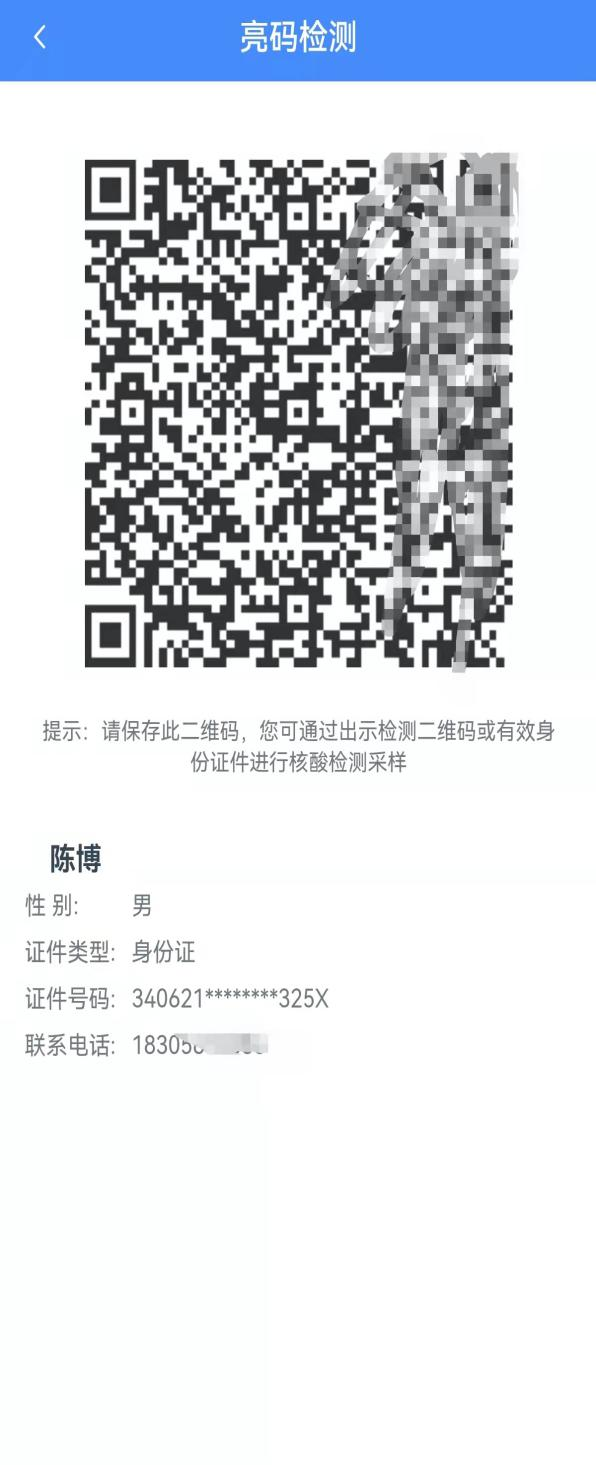 亮码检测
提示：请保存此二维码，您可通过出示检测二维码或有效身
份证件进行核酸检测采样
陈博
性 别: 男
证件类型: 身份证
证件号码: 340621********325X
联系电话: 18305